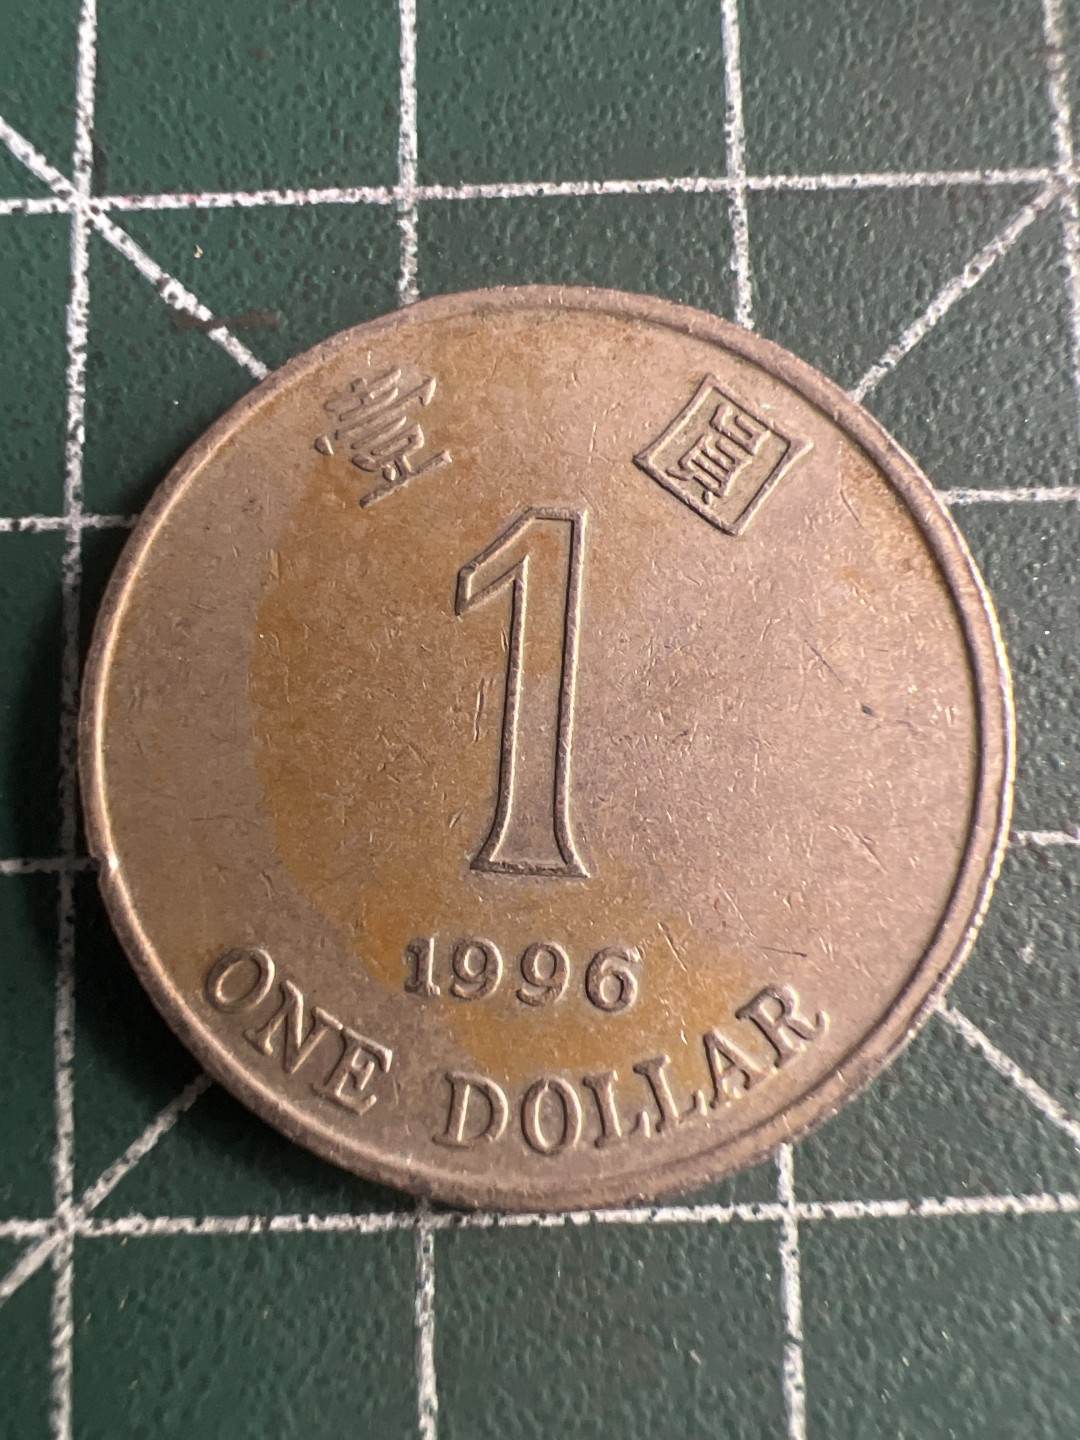 壹 圓
1
1996
ONE DOLLAR